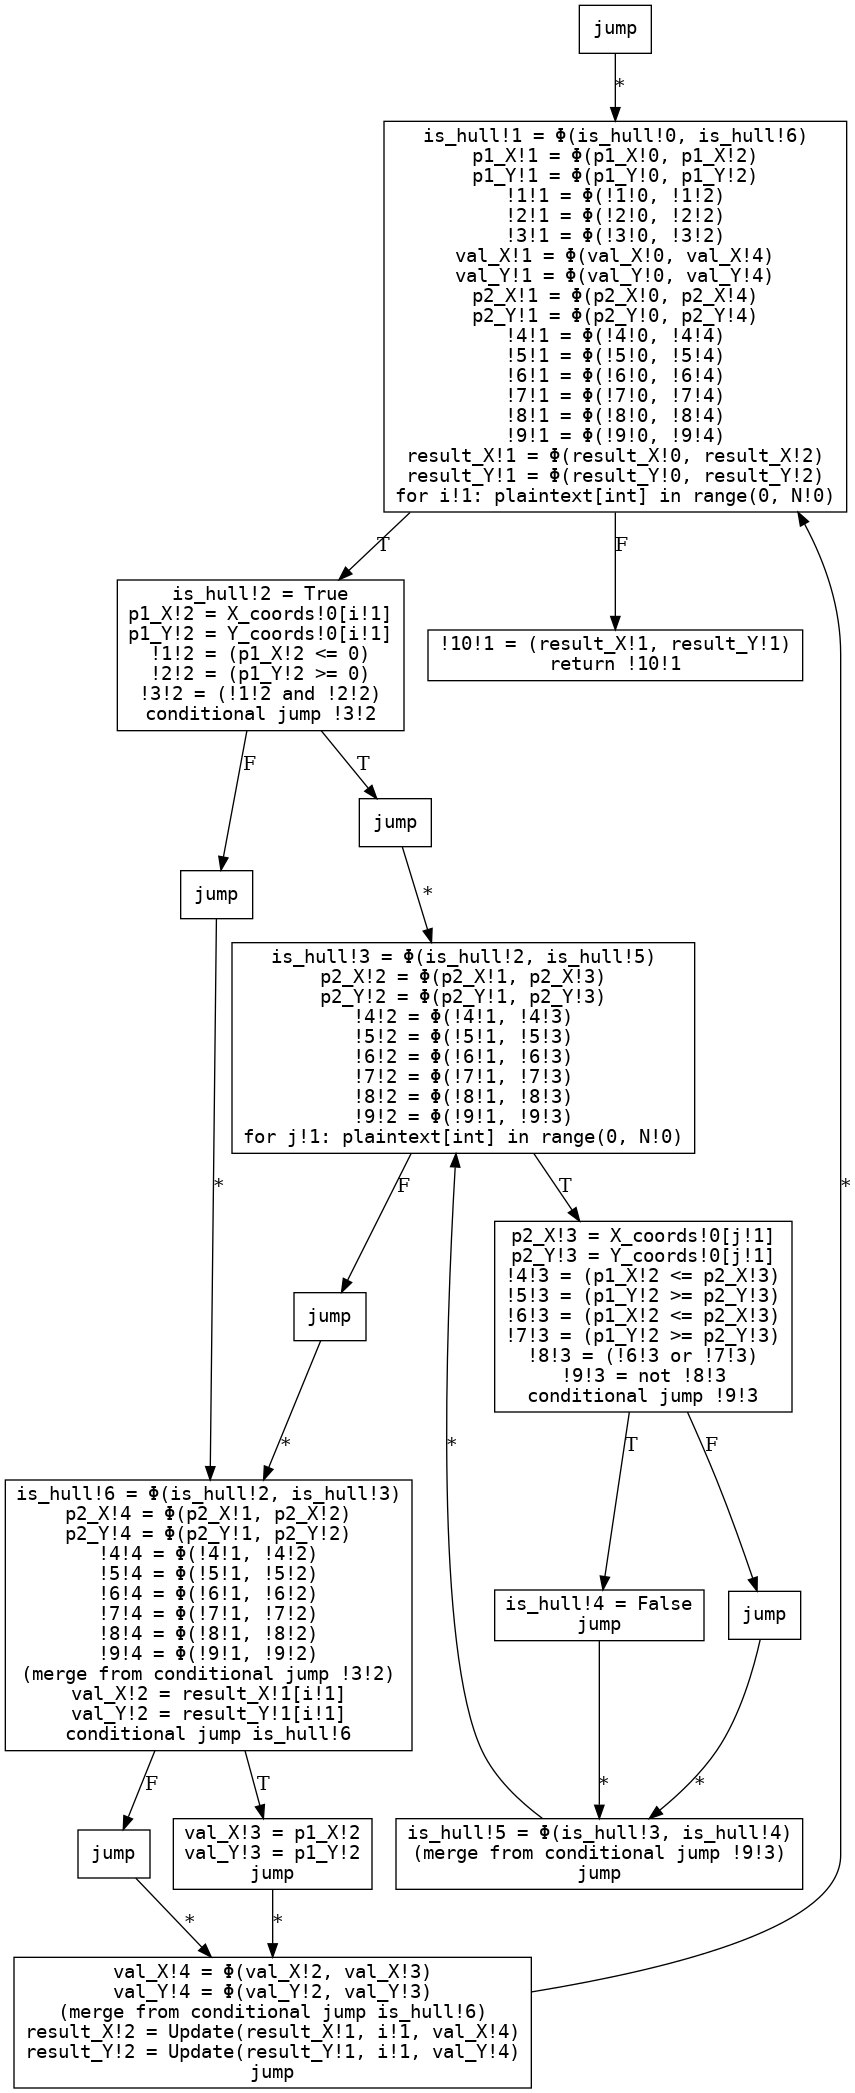 jump
*
is_hull!1 = Φ(is_hull!0, is_hull!6)
p1_X!1 = Φ(p1_X!0, p1_X!2)
p1_Y!1 = Φ(p1_Y!0, p1_Y!2)
!1!1 = Φ(!1!0, !1!2)
!2!1 = Φ(!2!0, !2!2)
!3!1 = Φ(!3!0, !3!2)
val_X!1 = Φ(val_X!0, val_X!4)
val_Y!1 = Φ(val_Y!0, val_Y!4)
p2_X!1 = Φ(p2_X!0, p2_X!4)
p2_Y!1 = Φ(p2_Y!0, p2_Y!4)
!4!1 = Φ(!4!0, !4!4)
!5!1 = Φ(!5!0, !5!4)
!6!1 = Φ(!6!0, !6!4)
!7!1 = Φ(!7!0, !7!4)
!8!1 = Φ(!8!0, !8!4)
!9!1 = Φ(!9!0, !9!4)
result_X!1 = Φ(result_X!0, result_X!2)
result_Y!1 = Φ(result_Y!0, result_Y!2)
for i!1: plaintext[int] in range(0, N!0)
T
F
is_hull!2 = True
p1_X!2 = X_coords!0[i!1]
p1_Y!2 = Y_coords!0[i!1]
!1!2 = (p1_X!2 <= 0)
!2!2 = (p1_Y!2 >= 0)
!3!2 = (!1!2 and !2!2)
conditional jump !3!2
!10!1 = (result_X!1, result_Y!1)
return !10!1
F
T
jump
jump
*
is_hull!3 = Φ(is_hull!2, is_hull!5)
p2_X!2 = Φ(p2_X!1, p2_X!3)
p2_Y!2 = Φ(p2_Y!1, p2_Y!3)
!4!2 = Φ(!4!1, !4!3)
!5!2 = Φ(!5!1, !5!3)
!6!2 = Φ(!6!1, !6!3)
!7!2 = Φ(!7!1, !7!3)
!8!2 = Φ(!8!1, !8!3)
!9!2 = Φ(!9!1, !9!3)
for j!1: plaintext[int] in range(0, N!0)
*
F
T
*
p2_X!3 = X_coords!0[j!1]
p2_Y!3 = Y_coords!0[j!1]
!4!3 = (p1_X!2 <= p2_X!3)
!5!3 = (p1_Y!2 >= p2_Y!3)
!6!3 = (p1_X!2 <= p2_X!3)
!7!3 = (p1_Y!2 >= p2_Y!3)
!8!3 = (!6!3 or !7!3)
!9!3 = not !8!3
conditional jump !9!3
jump
*
*
T
F
is_hull!6 = Φ(is_hull!2, is_hull!3)
p2_X!4 = Φ(p2_X!1, p2_X!2)
p2_Y!4 = Φ(p2_Y!1, p2_Y!2)
!4!4 = Φ(!4!1, !4!2)
!5!4 = Φ(!5!1, !5!2)
!6!4 = Φ(!6!1, !6!2)
!7!4 = Φ(!7!1, !7!2)
!8!4 = Φ(!8!1, !8!2)
!9!4 = Φ(!9!1, !9!2)
(merge from conditional jump !3!2)
val_X!2 = result_X!1[i!1]
val_Y!2 = result_Y!1[i!1]
conditional jump is_hull!6
is_hull!4 = False
jump
jump
F
T
*
*
jump
val_X!3 = p1_X!2
val_Y!3 = p1_Y!2
jump
is_hull!5 = Φ(is_hull!3, is_hull!4)
(merge from conditional jump !9!3)
jump
*
*
val_X!4 = Φ(val_X!2, val_X!3)
val_Y!4 = Φ(val_Y!2, val_Y!3)
(merge from conditional jump is_hull!6)
result_X!2 = Update(result_X!1, i!1, val_X!4)
result_Y!2 = Update(result_Y!1, i!1, val_Y!4)
jump